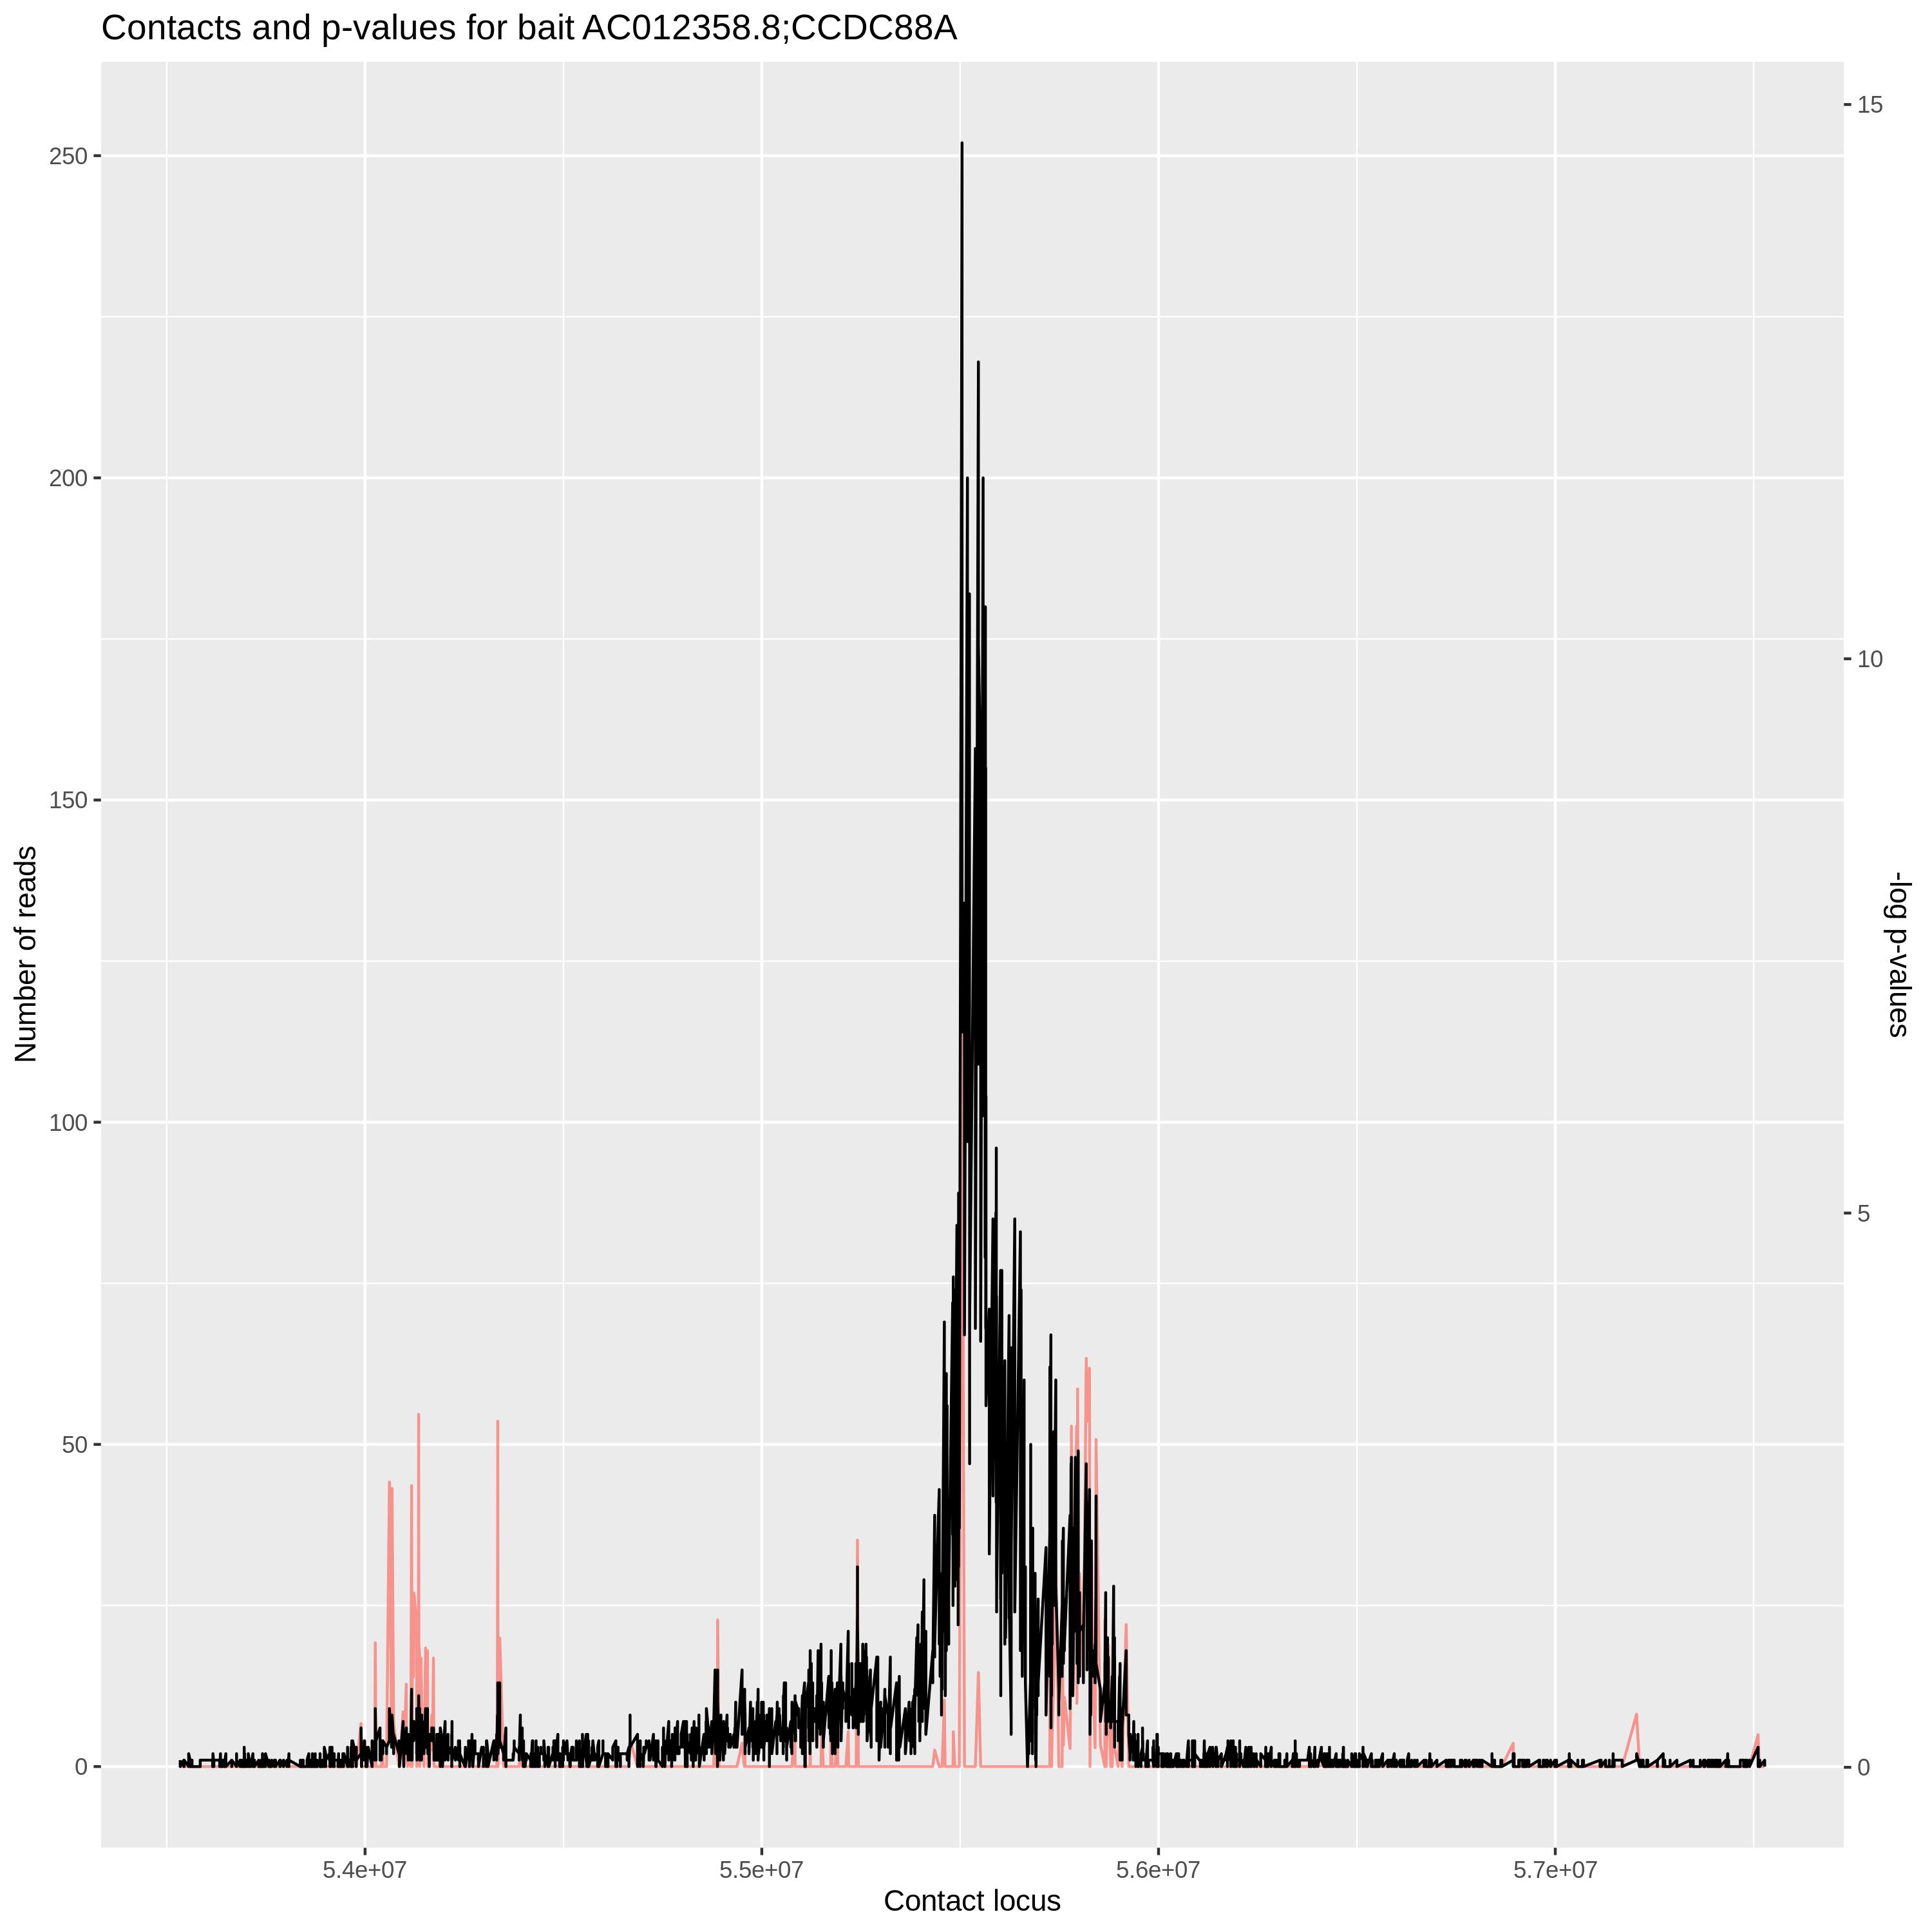 Contacts and p-values for bait AC012358.8;CCDC88A
Number of reads
250
200
150
100
50
0
15
10
5
0
-log p-values
5.4e+07
5.5e+07
5.6e+07
5.7e+07
Contact locus